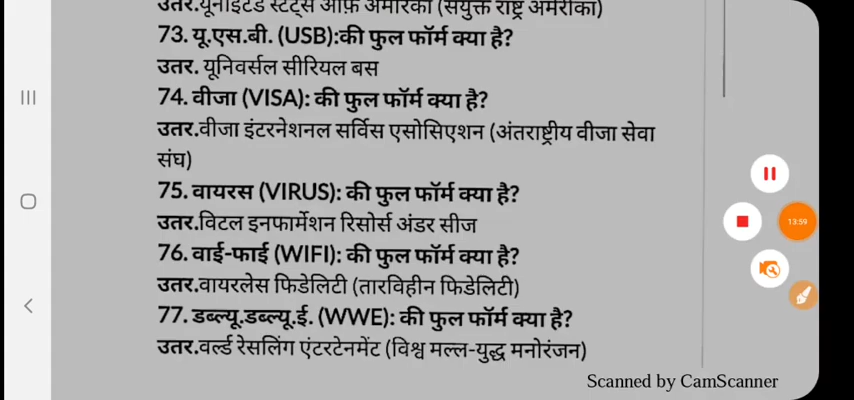 उतर.यूनाइटेड स्टेट्स ऑफ़ अमेरिका (संयुक्त राष्ट्र अमेरीका)
73. यू.एस.बी. (USB):की फुल फॉर्म क्या है?
उतर. यूनिवर्सल सीरियल बस
74. वीजा (VISA): की फुल फॉर्म क्या है?
उतर.वीजा इंटरनेशनल सर्विस एसोसिएशन (अंतराष्ट्रीय वीजा सेवा
संघ)
75. वायरस (VIRUS): की फुल फॉर्म क्या है?
उतर.विटल इनफार्मेशन रिसोर्स अंडर सीज
76. वाई-फाई (WIFI): की फुल फॉर्म क्या है?
उतर.वायरलेस फिडेलिटी (तारविहीन फिडेलिटी)
77. डब्ल्यू.डब्ल्यू.ई. (WWE): की फुल फॉर्म क्या है?
उतर.वर्ल्ड रेसलिंग एंटरटेनमेंट (विश्व मल्ल-युद्ध मनोरंजन)
Scanned by CamScanner
13:59